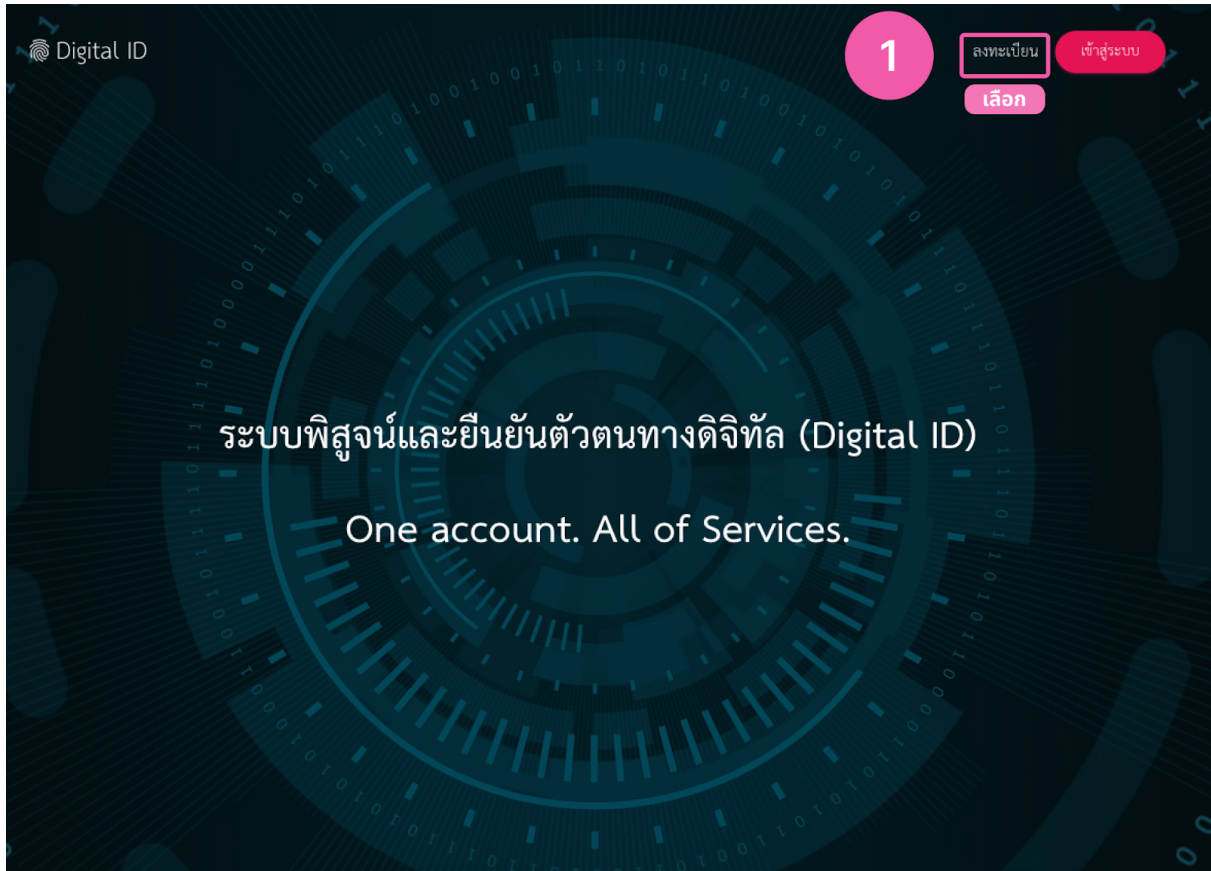 Digital ID
1
ลงทะเบียน
เข้าสู่ระบบ
เลือก
ระบบพิสูจน์และยืนยันตัวตนทางดิจิทัล (Digital ID)
One account. All of Services.